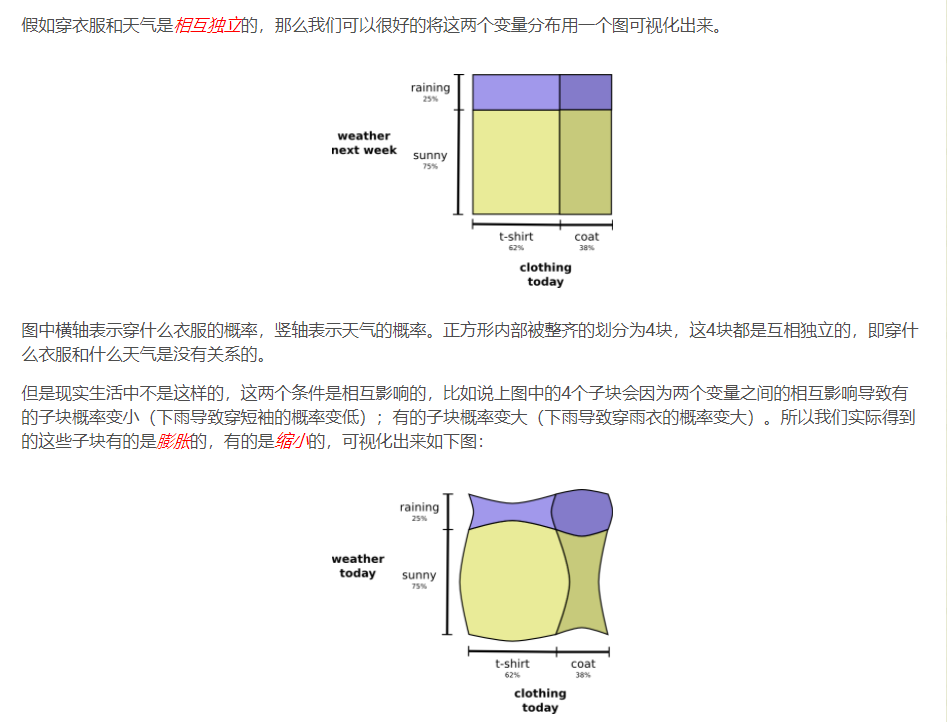 假如穿衣服和天气是相互独立的，那么我们可以很好的将这两个变量分布用一个图可视化出来。
raining
25%
weather
next week
sunny
75%
t-shirt
62%
coat
38%
clothing
today
图中横轴表示穿什么衣服的概率，竖轴表示天气的概率。正方形内部被整齐的划分为4块，这4块都是互相独立的，即穿什
么衣服和什么天气是没有关系的。
但是现实生活中不是这样的，这两个条件是相互影响的，比如说上图中的4个子块会因为两个变量之间的相互影响导致有
的子块概率变小（下雨导致穿短袖的概率变低）；有的子块概率变大（下雨导致穿雨衣的概率变大）。所以我们实际得到
的这些子块有的是膨胀的，有的是缩小的，可视化出来如下图：
raining
25%
weather
today
sunny
75%
t-shirt
62%
coat
38%
clothing
today